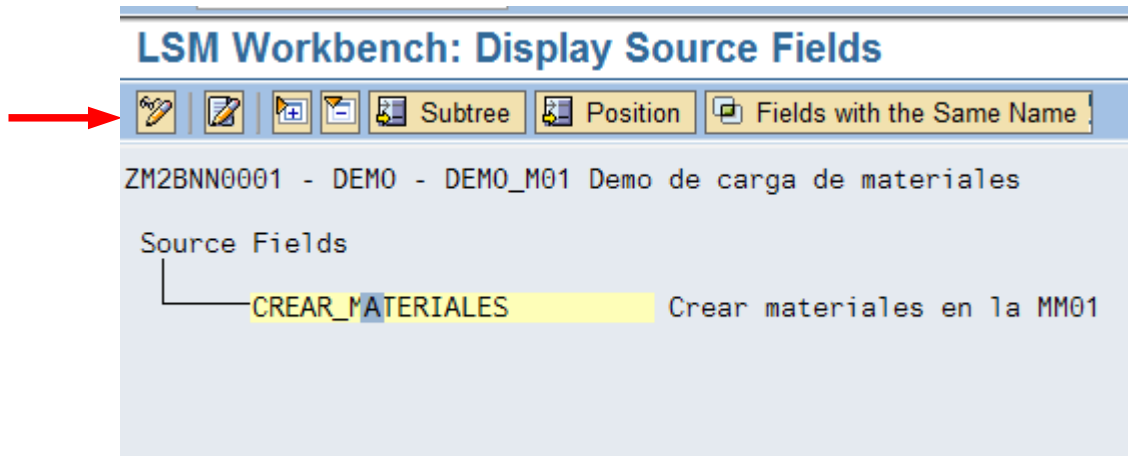 LSM Workbench: Display Source Fields
Subtree Position Fields with the Same Name
ZM2BNN0001 - DEMO - DEMO_M01 Demo de carga de materiales
Source Fields
CREAR_MATERIALES Crear materiales en la MM01